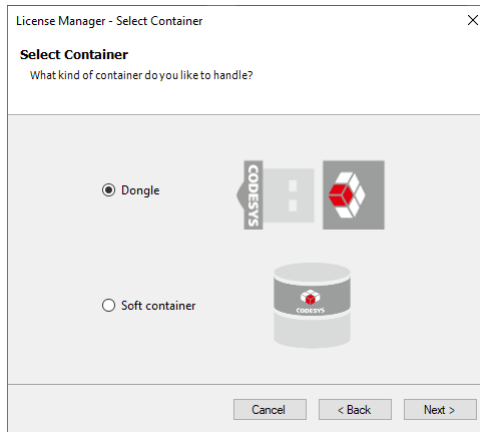 License Manager - Select Container
Select Container
What kind of container do you like to handle?
Dongle
CODESYS
CODESYS
Soft container
Cancel
< Back
Next >